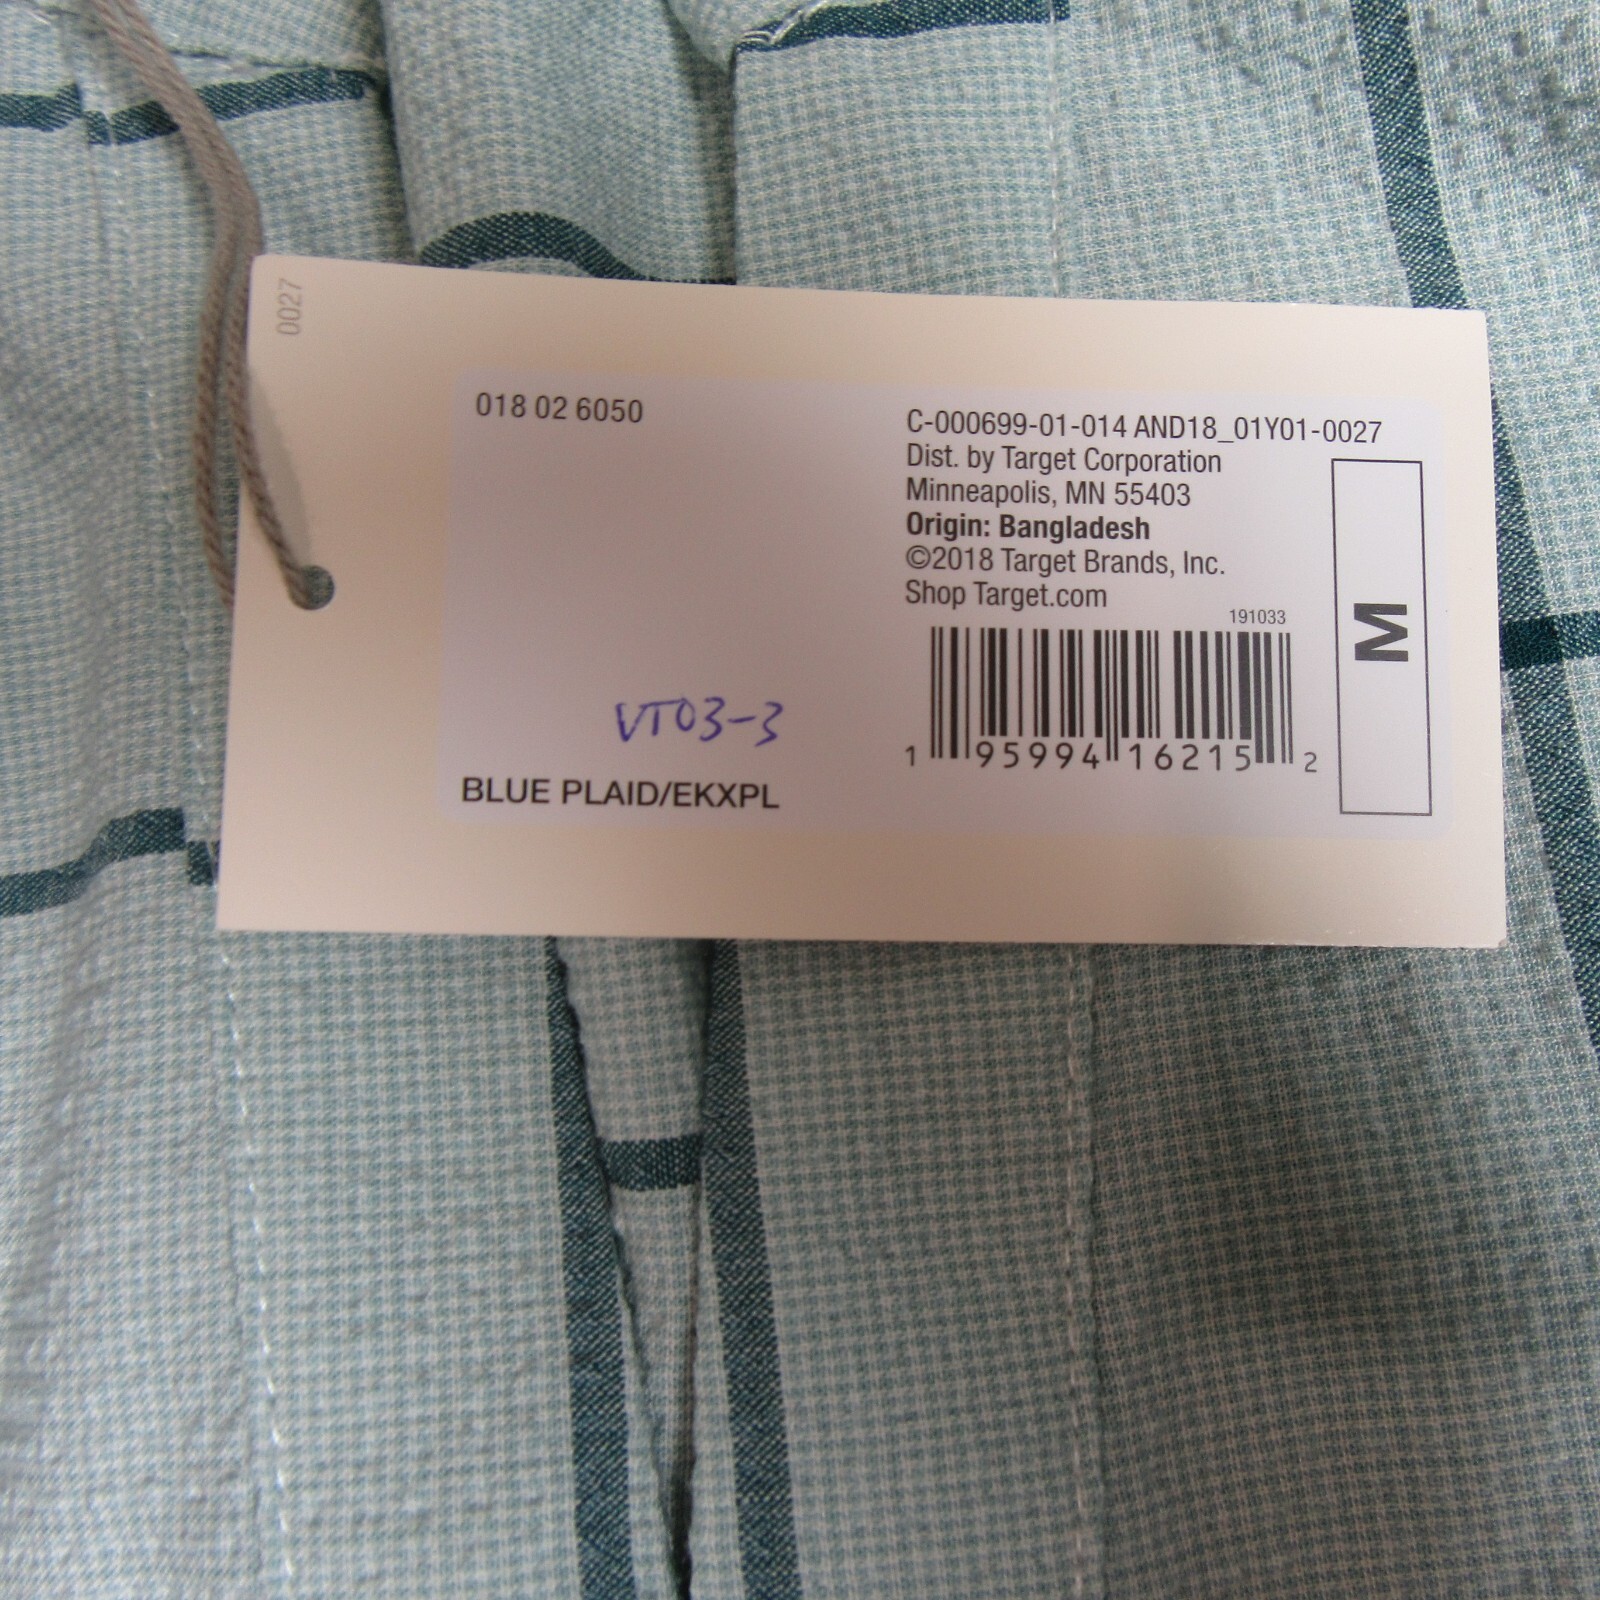 0027
018 02 6050
C-000699-01-014 AND18_01Y01-0027
Dist. by Target Corporation
Minneapolis, MN 55403
Origin: Bangladesh
©2018 Target Brands, Inc.
Shop Target.com
191033
1 95994 16215 2
M
VT03-3
BLUE PLAID/EKXPL